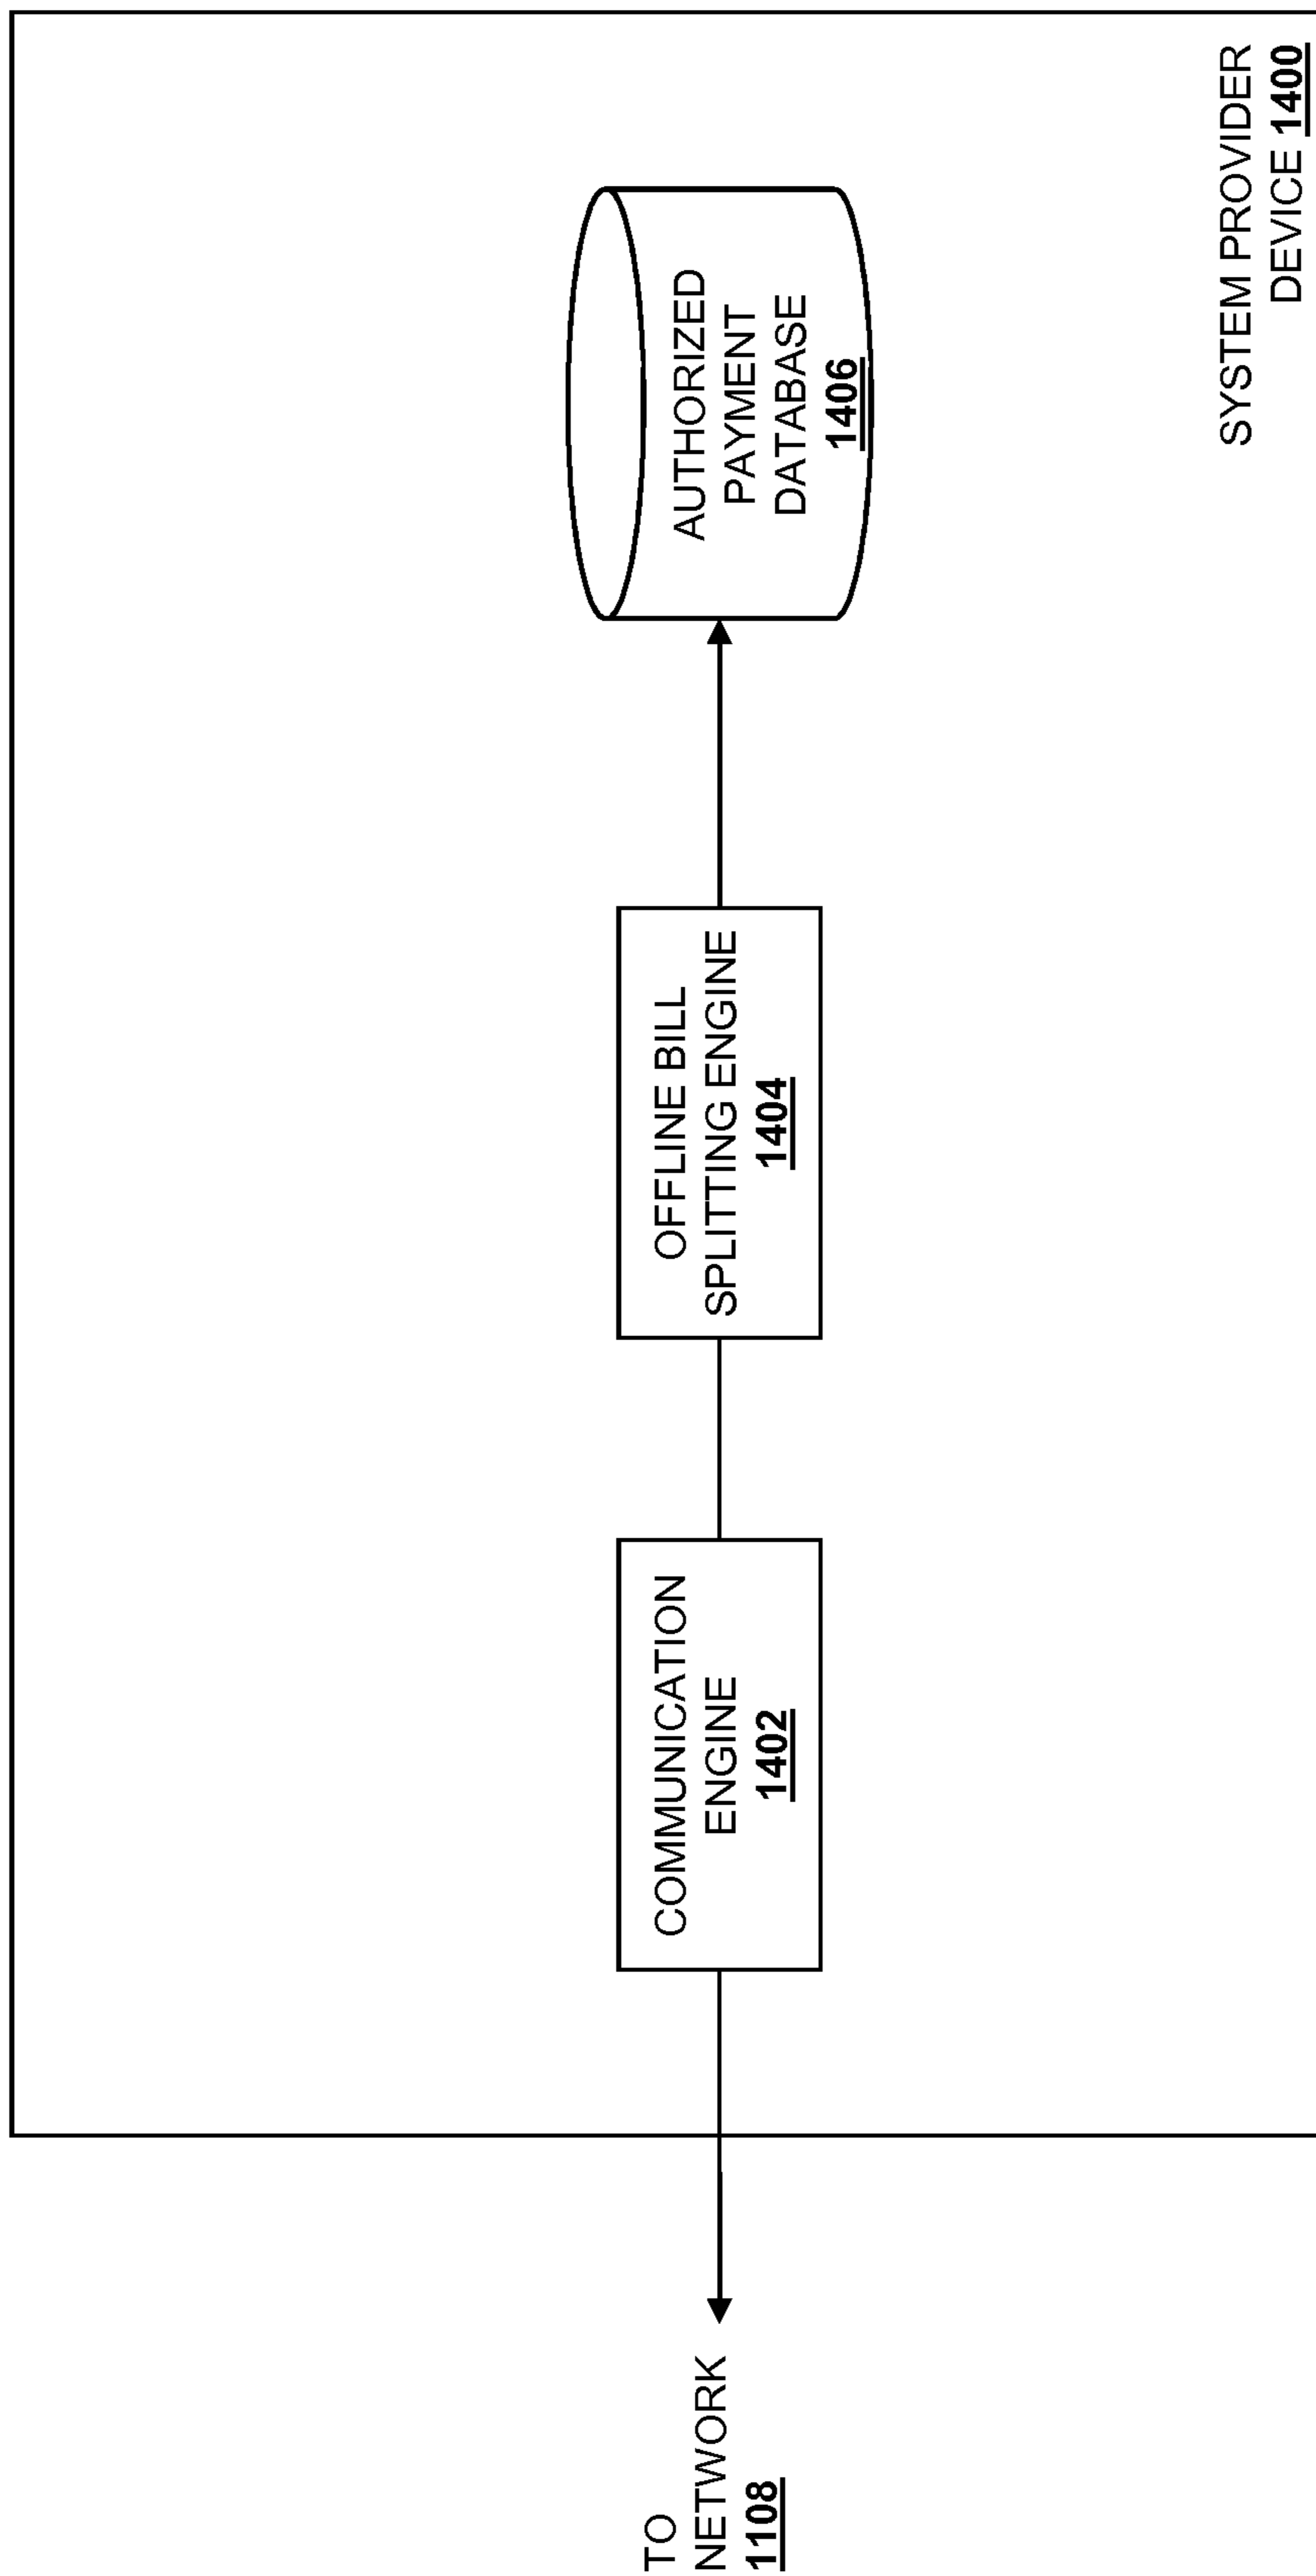 TO
NETWORK
1108
COMMUNICATION
ENGINE
1402
OFFLINE BILL
SPLITTING ENGINE
1404
AUTHORIZED
PAYMENT
DATABASE
1406
SYSTEM PROVIDER
DEVICE 1400